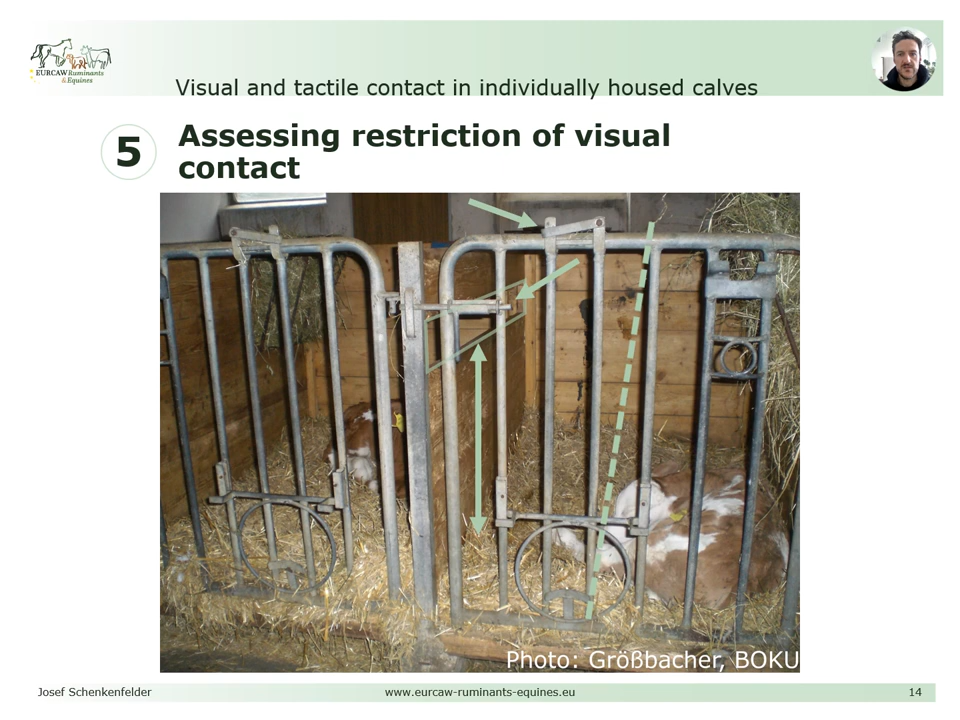 EURCAW Ruminants
& Equines
Visual and tactile contact in individually housed calves
5
Assessing restriction of visual
contact
Photo: Größbacher, BOKU
Josef Schenkenfelder
www.eurcaw-ruminants-equines.eu
14